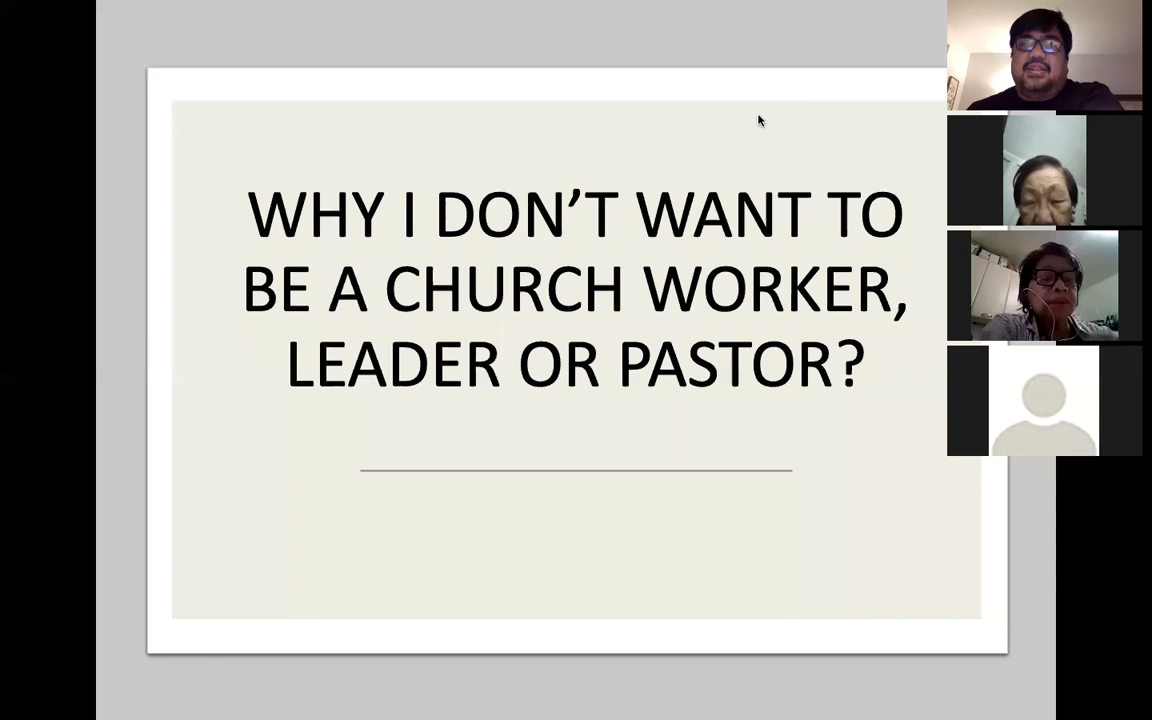 WHY I DON’T WANT TO
BE A CHURCH WORKER,
LEADER OR PASTOR?